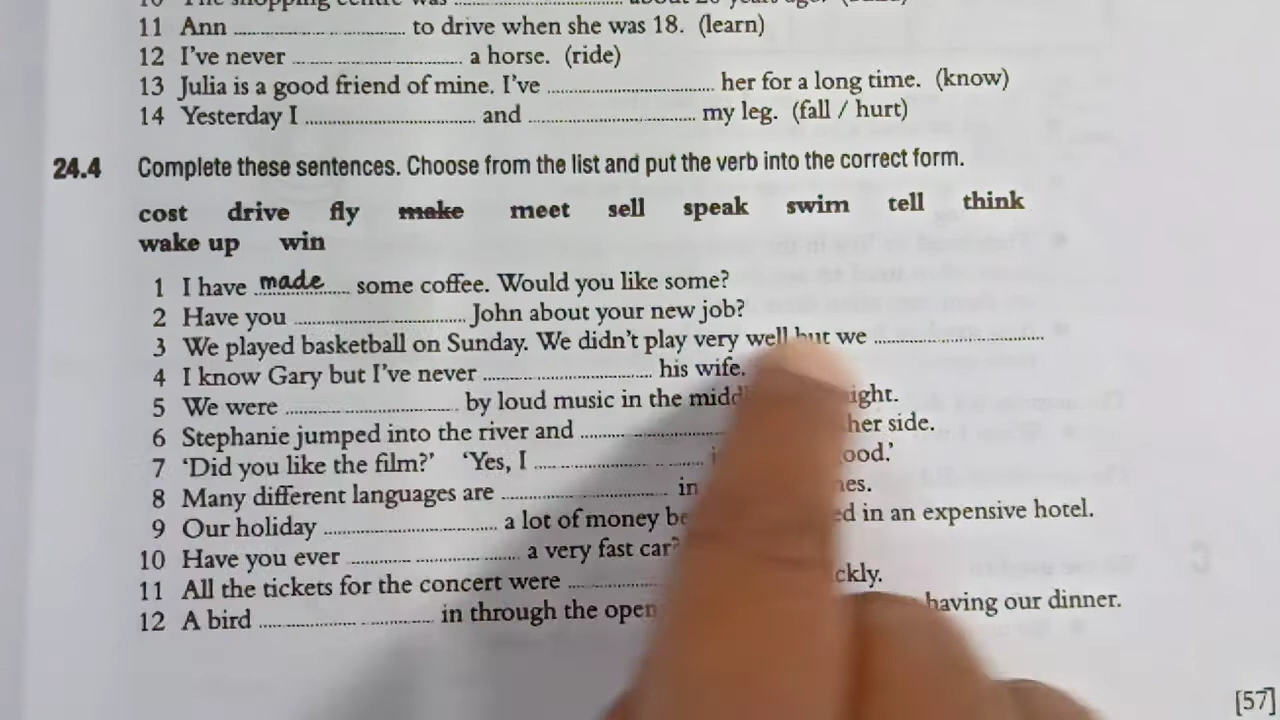 11 Ann ............ to drive when she was 18. (learn)
12 I've never ............ a horse. (ride)
13 Julia is a good friend of mine. I've ............ her for a long time. (know)
14 Yesterday I ............ and ............ my leg. (fall / hurt)
24.4 Complete these sentences. Choose from the list and put the verb into the correct form.
cost drive fly make meet sell speak swim tell think
wake up win
1 I have made some coffee. Would you like some?
2 Have you ............ John about your new job?
3 We played basketball on Sunday. We didn't play very well but we ............
4 I know Gary but I've never ............ his wife.
5 We were ............ by loud music in the
6 Stephanie jumped into the river and ............ side.
7 'Did you like the film?' 'Yes, I ............
8 Many different languages are ............ in
9 Our holiday ............ a lot of money in an expensive hotel.
10 Have you ever ............ a very fast car?
11 All the tickets for the concert were ............
12 A bird ............ in through the open having our dinner.
[57]